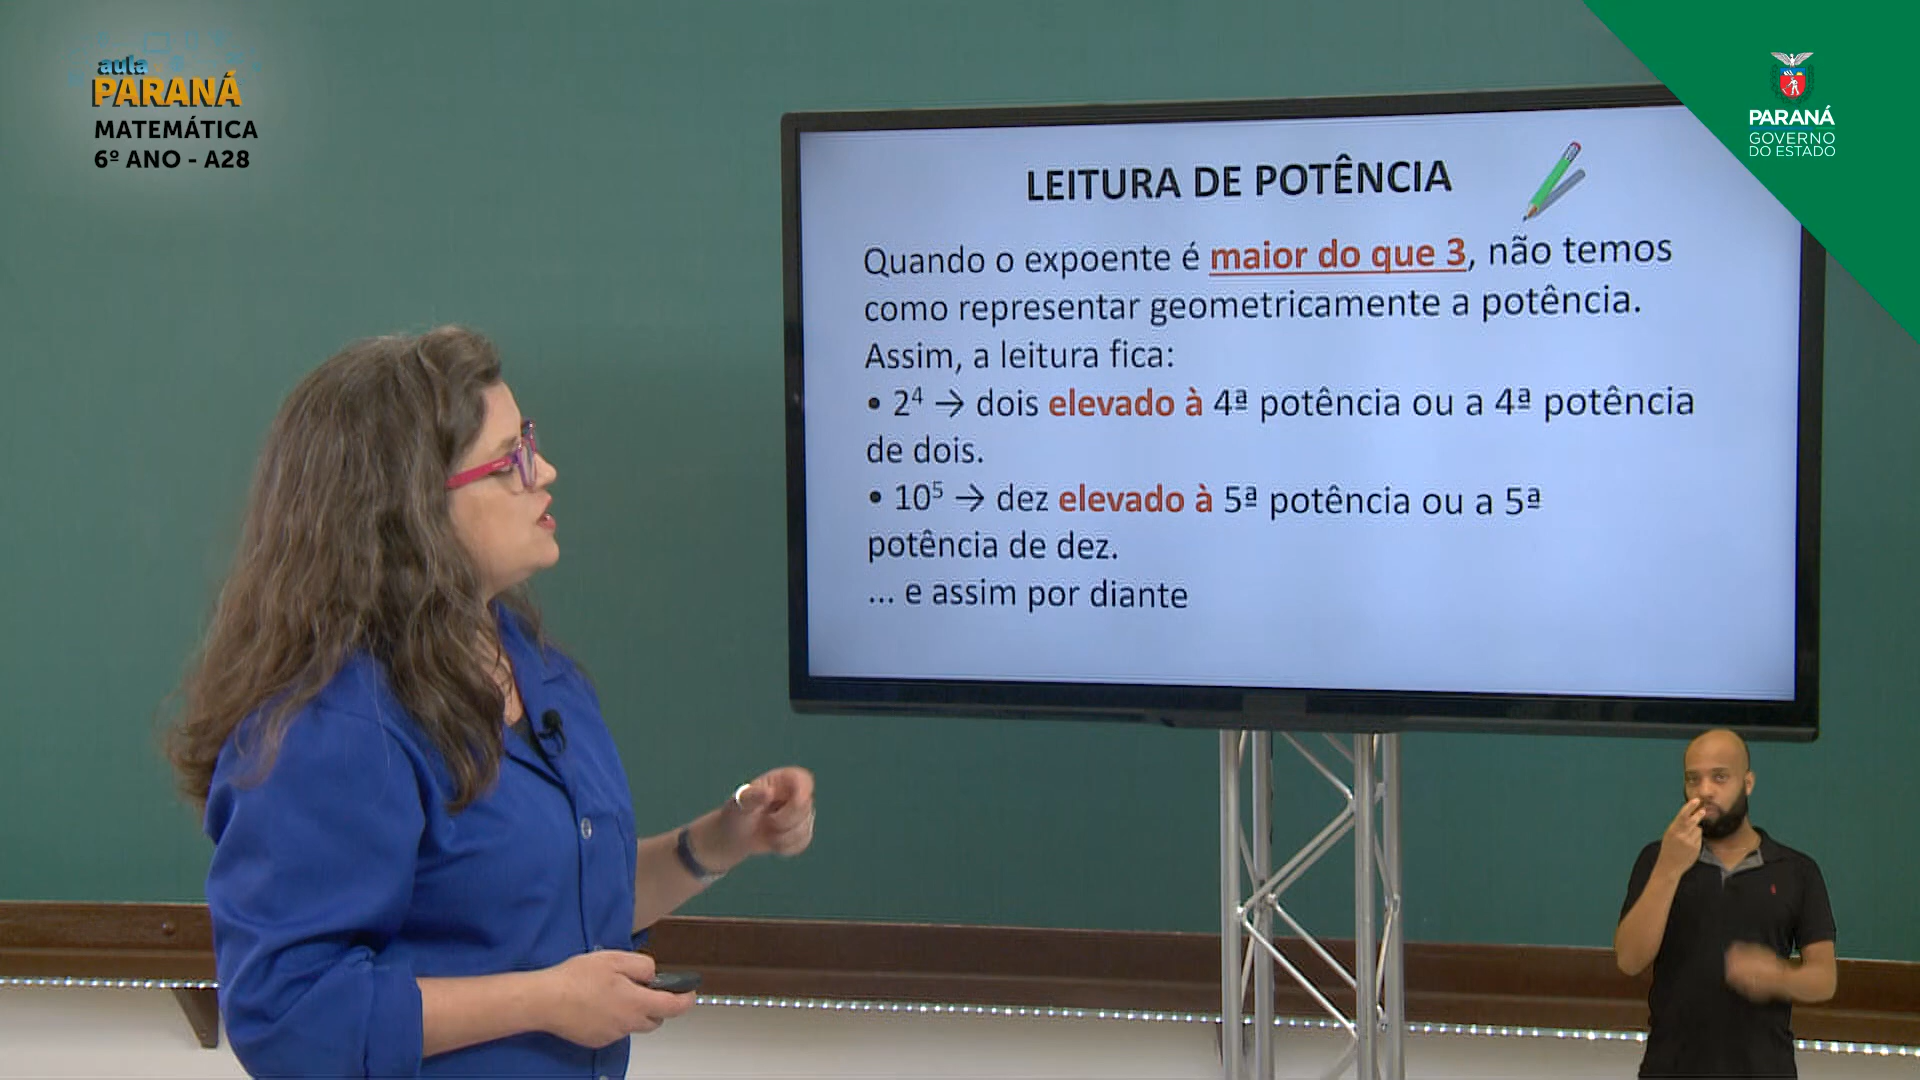 aula
PARANÁ
MATEMÁTICA
6º ANO - A28
PARANÁ
GOVERNO
DO ESTADO
LEITURA DE POTÊNCIA
Quando o expoente é maior do que 3, não temos
como representar geometricamente a potência.
Assim, a leitura fica:
• 2⁴ → dois elevado à 4ª potência ou a 4ª potência
de dois.
• 10⁵ → dez elevado à 5ª potência ou a 5ª
potência de dez.
... e assim por diante